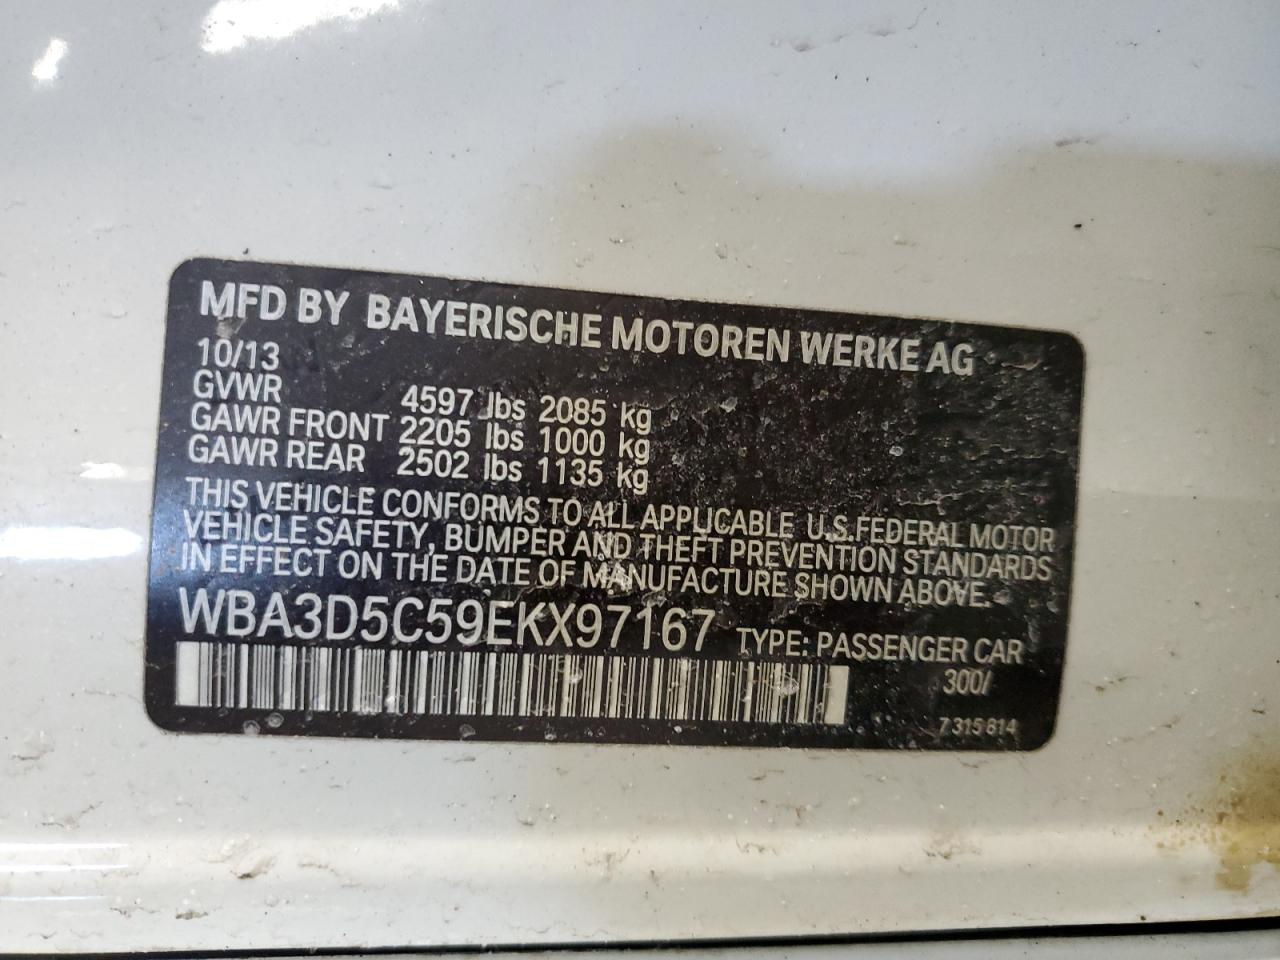 MFD BY BAYERISCHE MOTOREN WERKE AG
10/13
GVWR 4597 lbs 2085 kg
GAWR FRONT 2205 lbs 1000 kg
GAWR REAR 2502 lbs 1135 kg
THIS VEHICLE CONFORMS TO ALL APPLICABLE U.S.FEDERAL MOTOR
VEHICLE SAFETY, BUMPER AND THEFT PREVENTION STANDARDS
IN EFFECT ON THE DATE OF MANUFACTURE SHOWN ABOVE.
WBA3D5C59EKX97167 TYPE: PASSENGER CAR
300/
7 315 814